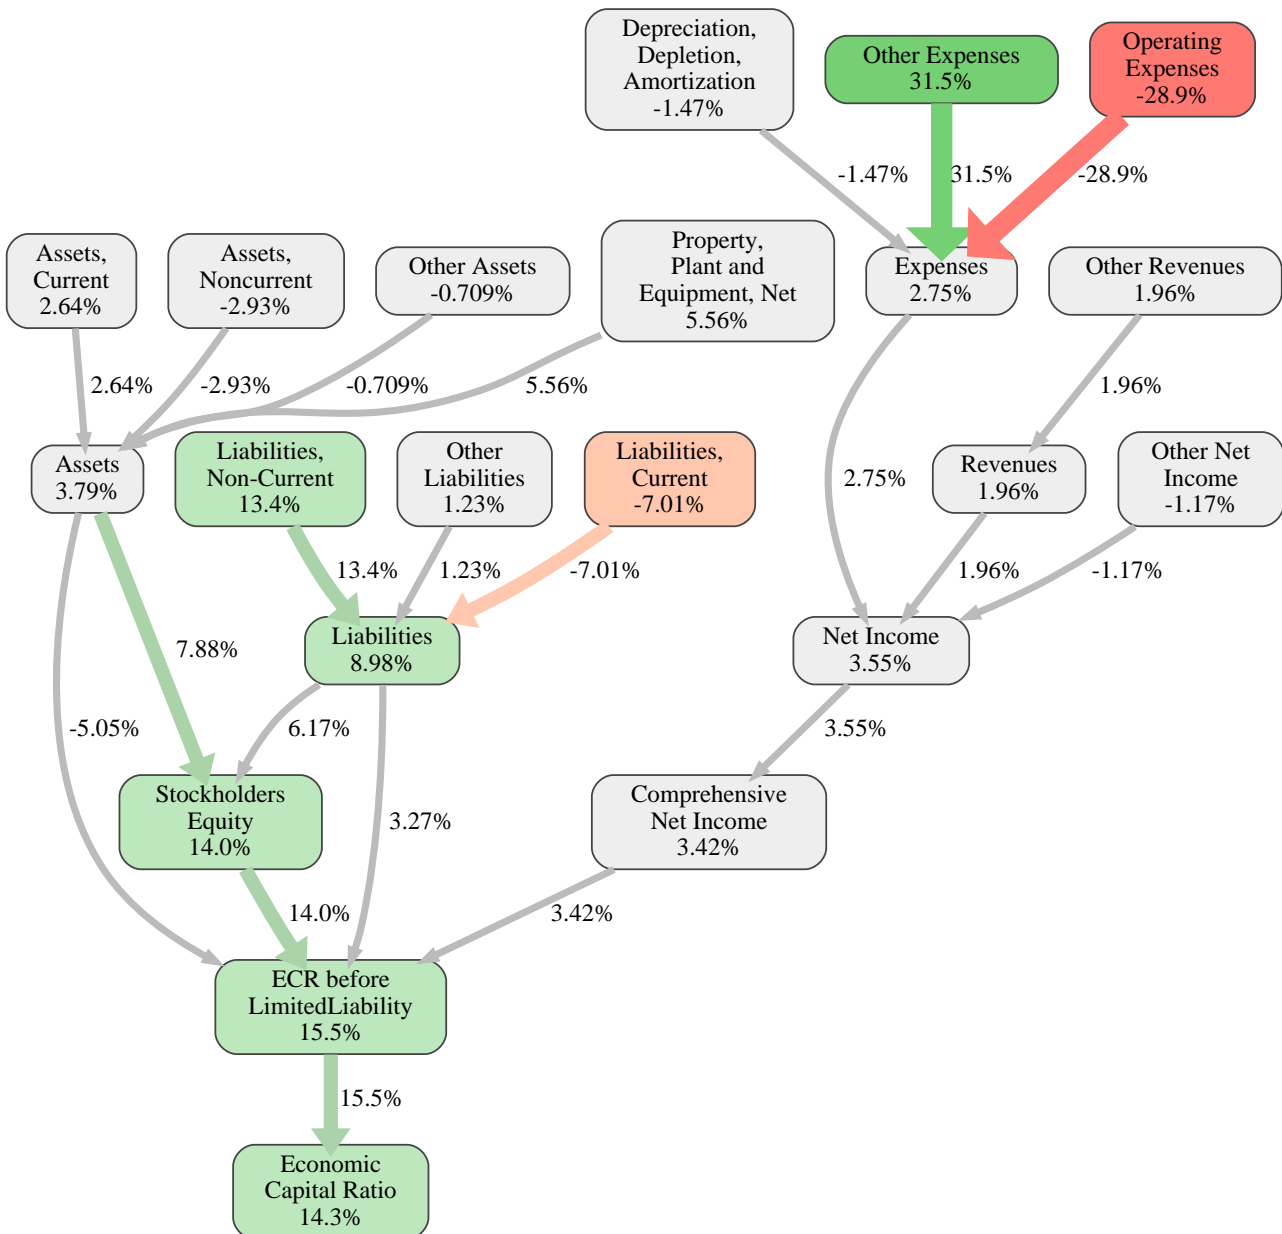 Depreciation,
Depletion,
Amortization
-1.47%
Other Expenses
31.5%
Operating
Expenses
-28.9%
-1.47%
31.5%
-28.9%
Assets,
Current
2.64%
Assets,
Noncurrent
-2.93%
Other Assets
-0.709%
Property,
Plant and
Equipment, Net
5.56%
Expenses
2.75%
Other Revenues
1.96%
2.64%
-2.93%
-0.709%
5.56%
1.96%
Assets
3.79%
Liabilities,
Non-Current
13.4%
Other
Liabilities
1.23%
Liabilities,
Current
-7.01%
2.75%
Revenues
1.96%
Other Net
Income
-1.17%
13.4%
1.23%
-7.01%
1.96%
-1.17%
7.88%
Liabilities
8.98%
Net Income
3.55%
-5.05%
6.17%
3.55%
Stockholders
Equity
14.0%
3.27%
Comprehensive
Net Income
3.42%
14.0%
3.42%
ECR before
LimitedLiability
15.5%
15.5%
Economic
Capital Ratio
14.3%